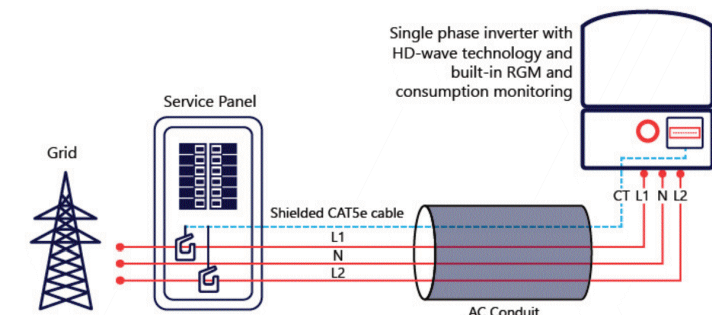 Single phase inverter with
HD-wave technology and
built-in RGM and
consumption monitoring
Service Panel
Grid
CT L1 N L2
Shielded CAT5e cable
L1
N
L2
AC Conduit